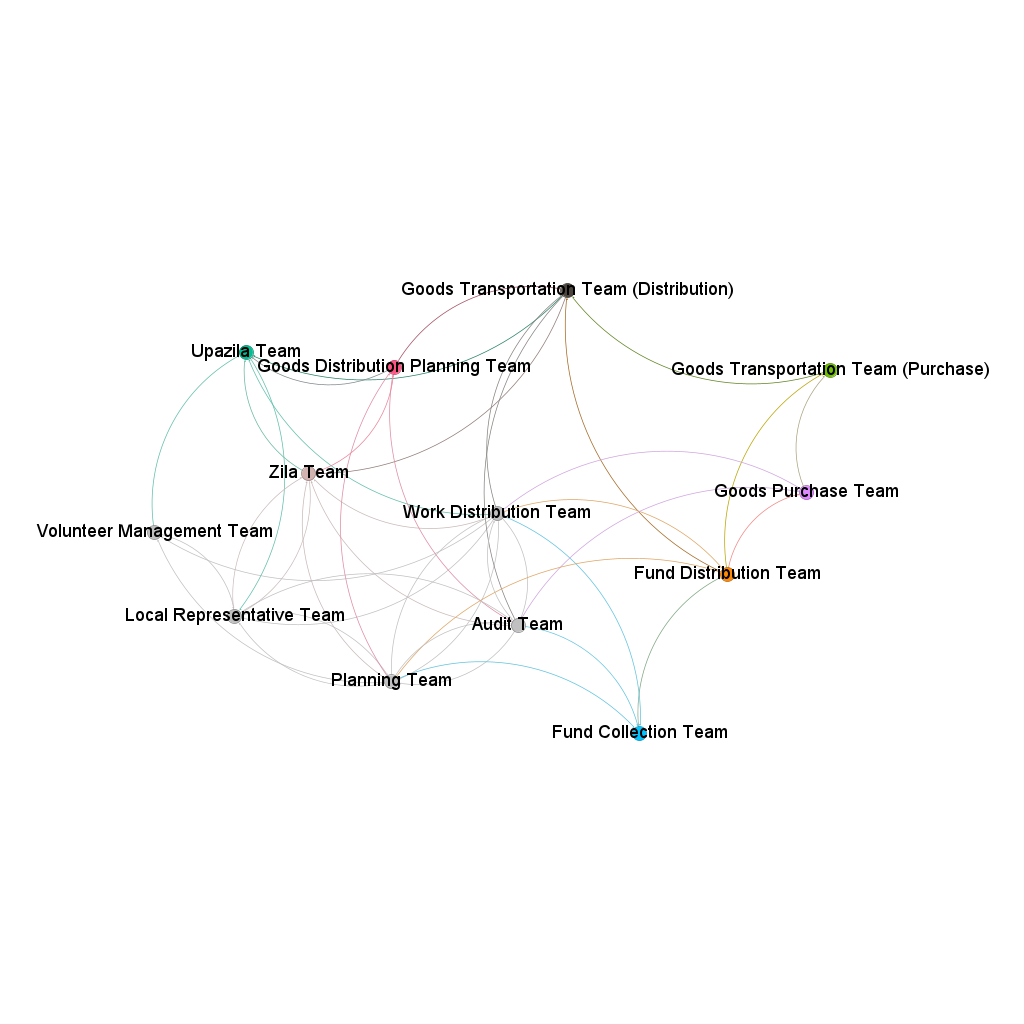 Goods Transportation Team (Distribution)
Upazila Team
Goods Distribution Planning Team
Goods Transportation Team (Purchase)
Zila Team
Goods Purchase Team
Work Distribution Team
Volunteer Management Team
Fund Distribution Team
Local Representative Team
Audit Team
Planning Team
Fund Collection Team